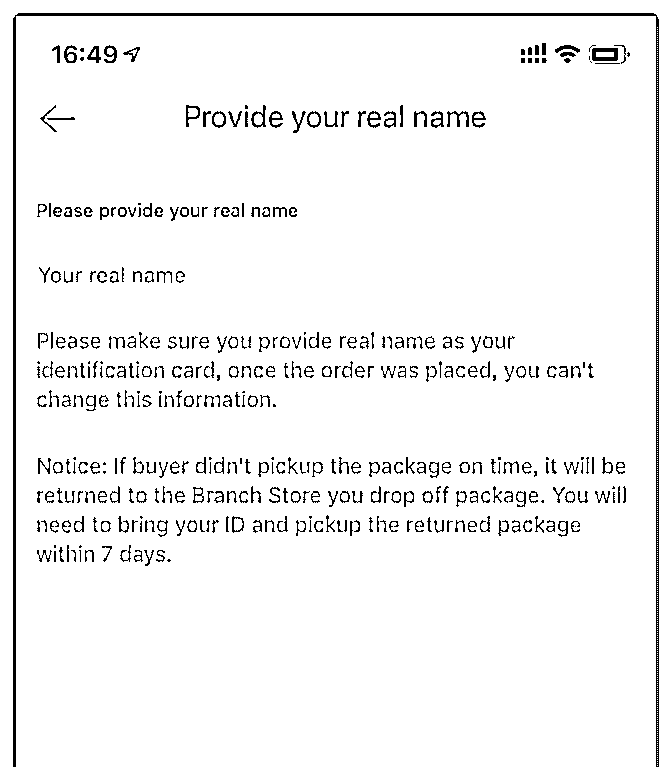 16:49
Provide your real name
Please provide your real name
Your real name
Please make sure you provide real name as your
identification card, once the order was placed, you can't
change this information.
Notice: If buyer didn't pickup the package on time, it will be
returned to the Branch Store you drop off package. You will
need to bring your ID and pickup the returned package
within 7 days.